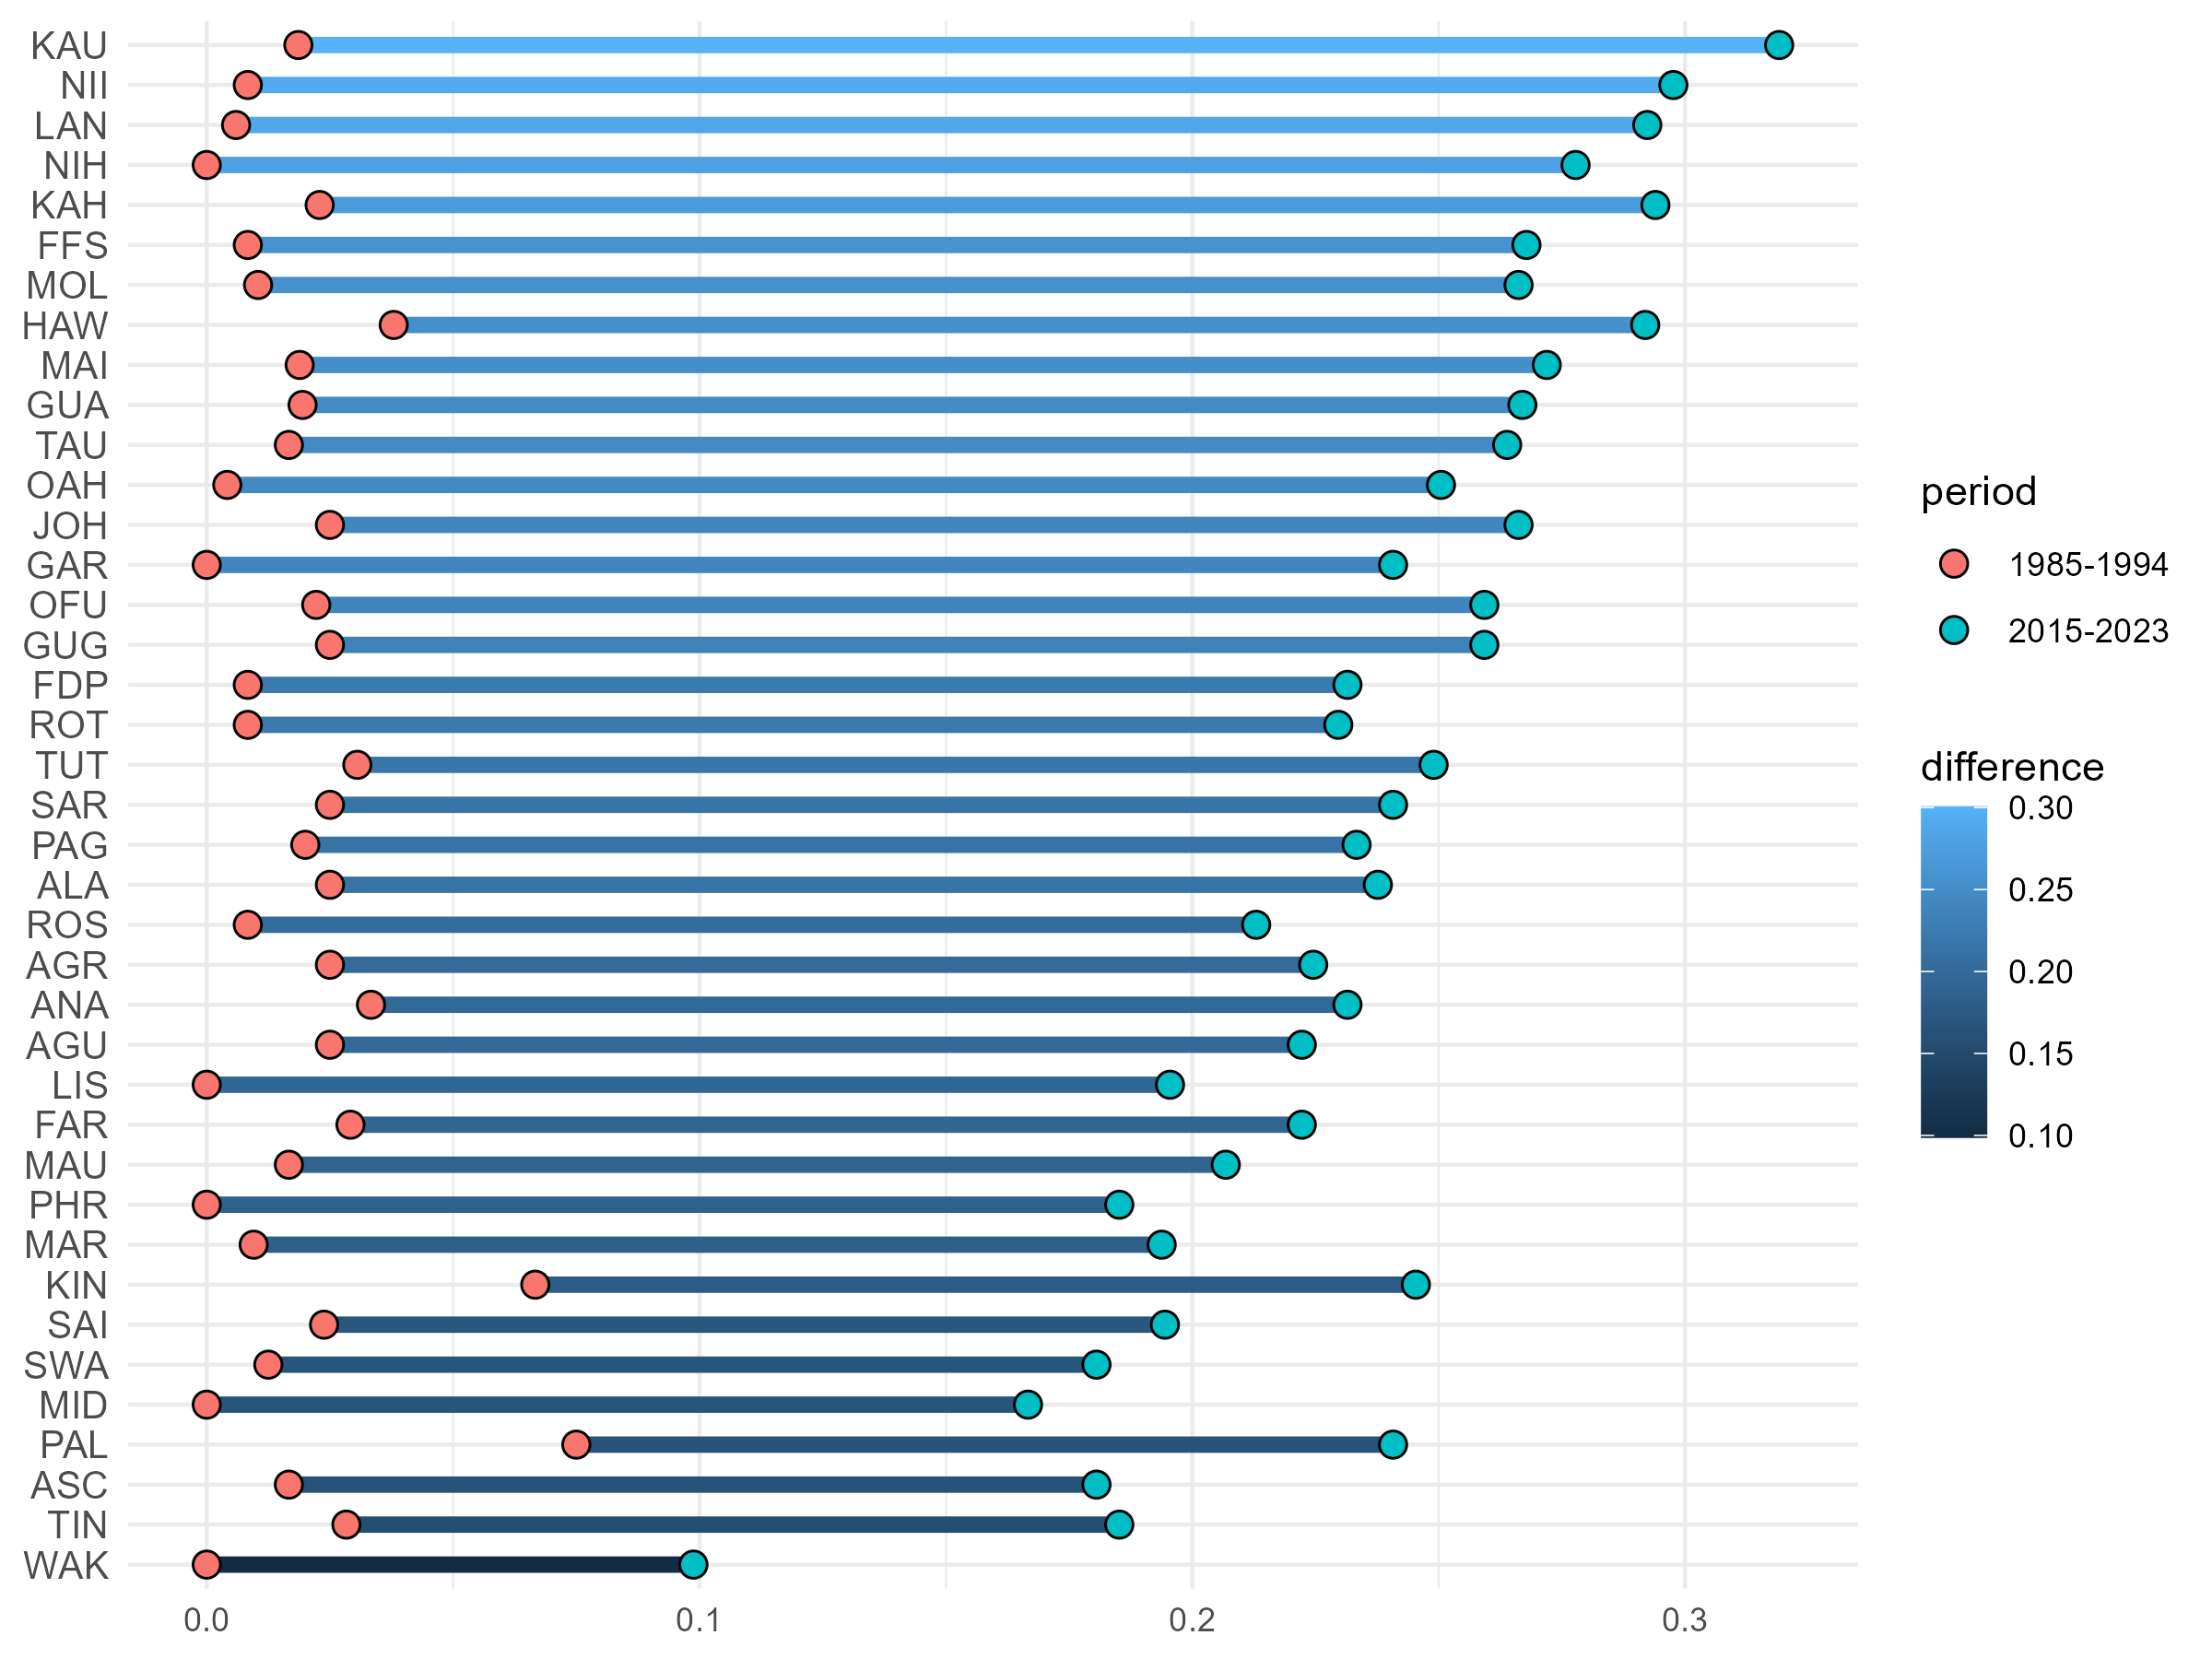 KAU
NII
LAN
NIH
KAH
FFS
MOL
HAW
MAI
GUA
TAU
OAH
JOH
GAR
OFU
GUG
FDP
ROT
TUT
SAR
PAG
ALA
ROS
AGR
ANA
AGU
LIS
FAR
MAU
PHR
MAR
KIN
SAI
SWA
MID
PAL
ASC
TIN
WAK
0.0 0.1 0.2 0.3
period
1985-1994
2015-2023
difference
0.30
0.25
0.20
0.15
0.10